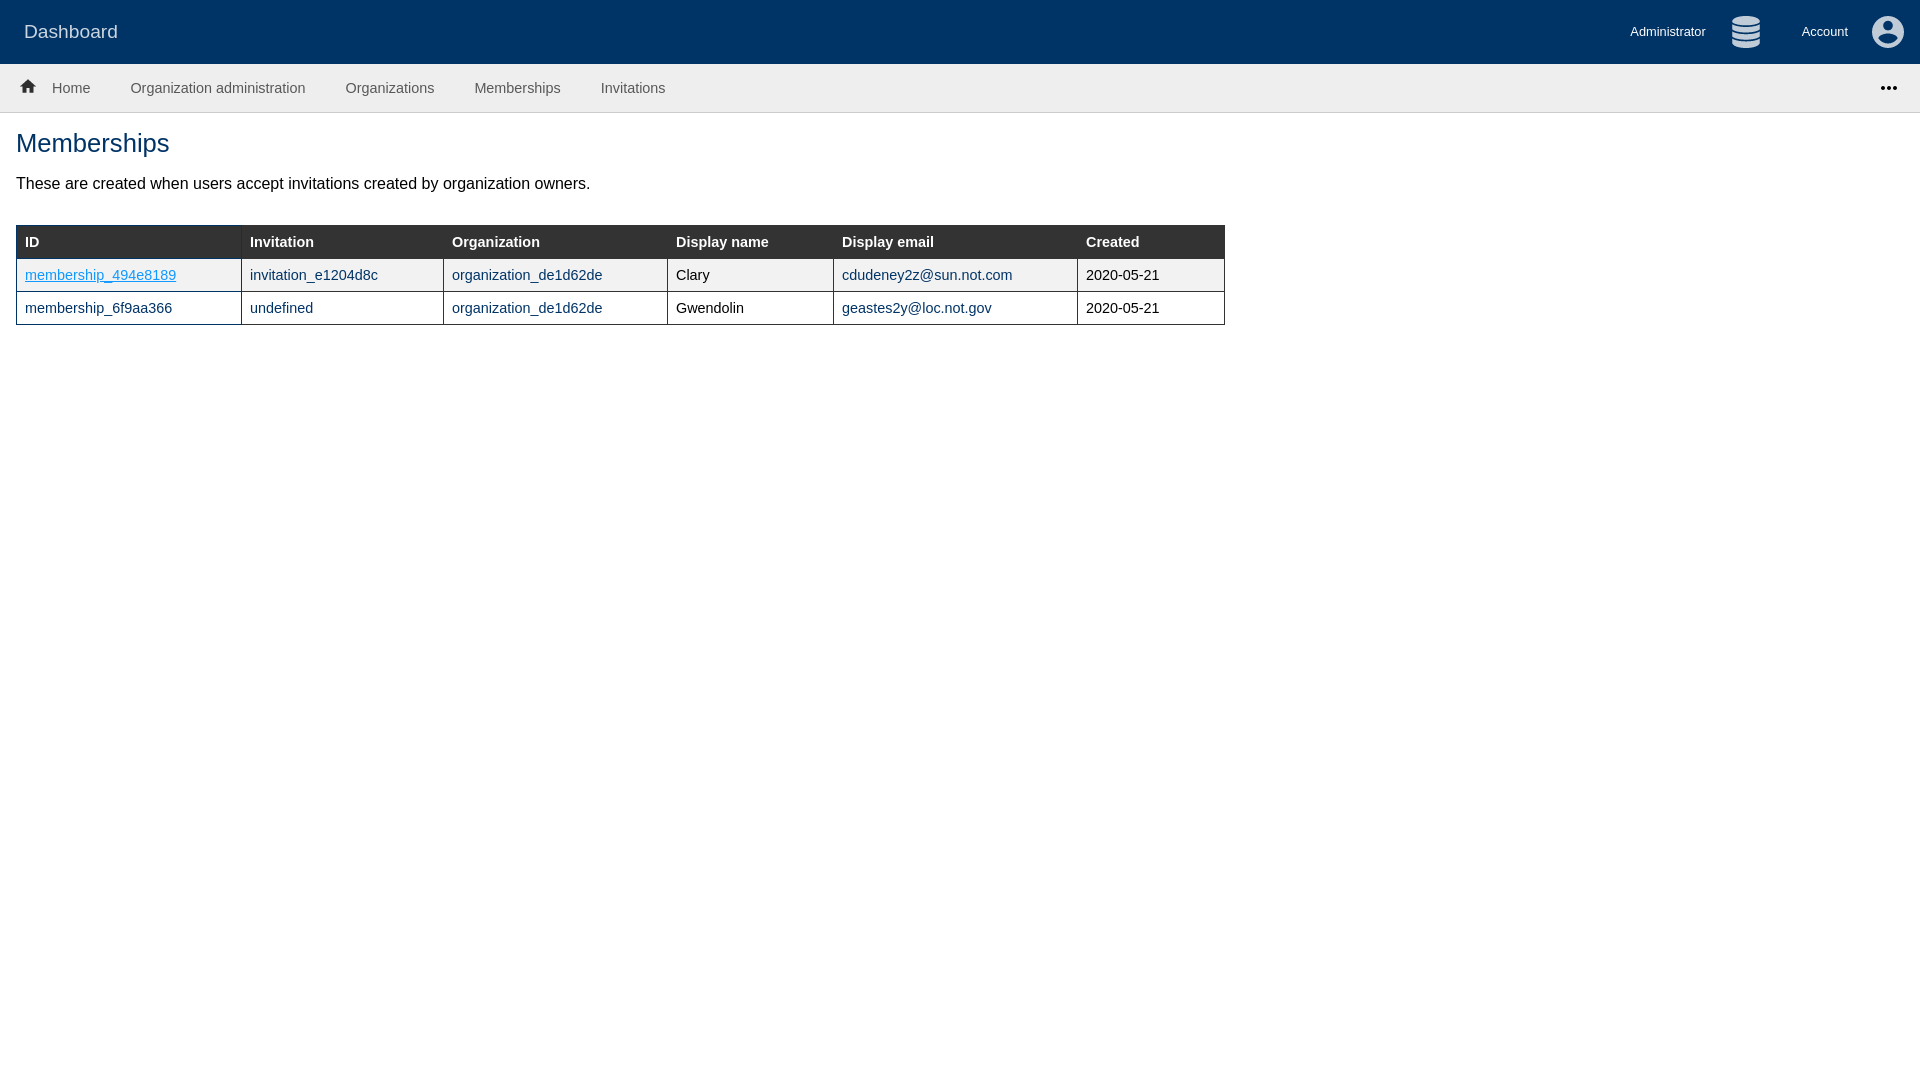 Dashboard
Administrator
Account
Home
Organization administration
Organizations
Memberships
Invitations
Memberships
These are created when users accept invitations created by organization owners.
ID Invitation Organization Display name Display email Created
membership_494e8189 invitation_e1204d8c organization_de1d62de Clary cdudeney2z@sun.not.com 2020-05-21
membership_6f9aa366 undefined organization_de1d62de Gwendolin geastes2y@loc.not.gov 2020-05-21